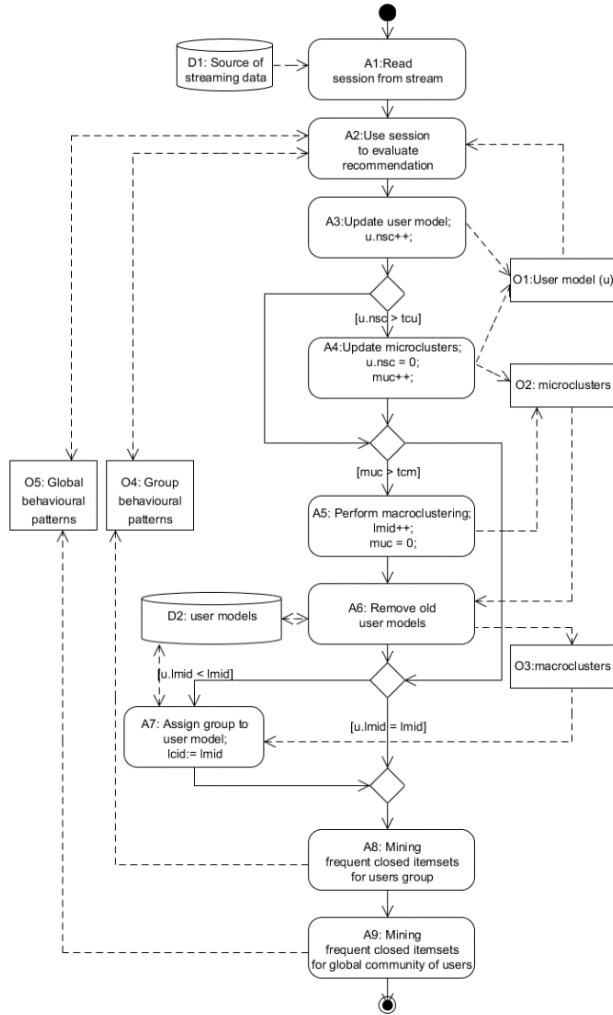 D1: Source of
streaming data
A1:Read
session from stream
A2:Use session
to evaluate
recommendation
A3:Update user model;
u.nsc++;
O1:User model (u)
[u.nsc > tcu]
A4:Update microclusters;
u.nsc = 0;
muc++;
O2: microclusters
[muc > tcm]
O5: Global
behavioural
patterns
O4: Group
behavioural
patterns
A5: Perform macroclustering;
lmid++;
muc = 0;
D2: user models
A6: Remove old
user models
O3:macroclusters
[u.lmid < lmid]
[u.lmid = lmid]
A7: Assign group to
user model;
lcid:= lmid
A8: Mining
frequent closed itemsets
for users group
A9: Mining
frequent closed itemsets
for global community of users